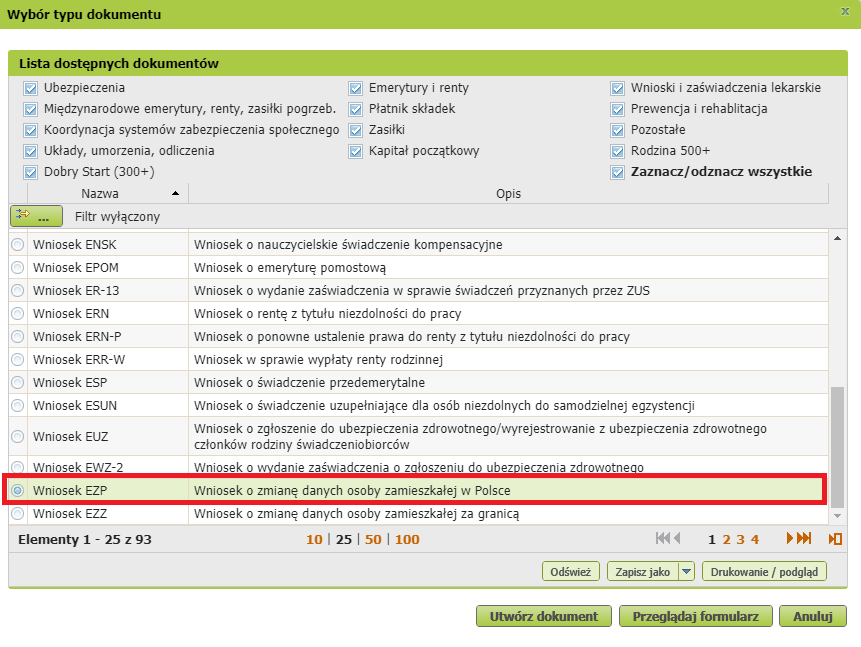 Wybór typu dokumentu
x
Lista dostępnych dokumentów
Ubezpieczenia
Emerytury i renty
Wnioski i zaświadczenia lekarskie
Międzynarodowe emerytury, renty, zasiłki pogrzeb.
Płatnik składek
Prewencja i rehablitacja
Koordynacja systemów zabezpieczenia społecznego
Zasiłki
Pozostałe
Układy, umorzenia, odliczenia
Kapitał początkowy
Rodzina 500+
Dobry Start (300+)
Zaznacz/odznacz wszystkie
Nazwa Opis
... Filtr wyłączony
Wniosek ENSK Wniosek o nauczycielskie świadczenie kompensacyjne
Wniosek EPOM Wniosek o emeryturę pomostową
Wniosek ER-13 Wniosek o wydanie zaświadczenia w sprawie świadczeń przyznanych przez ZUS
Wniosek ERN Wniosek o rentę z tytułu niezdolności do pracy
Wniosek ERN-P Wniosek o ponowne ustalenie prawa do renty z tytułu niezdolności do pracy
Wniosek ERR-W Wniosek w sprawie wypłaty renty rodzinnej
Wniosek ESP Wniosek o świadczenie przedemerytalne
Wniosek ESUN Wniosek o świadczenie uzupełniające dla osób niezdolnych do samodzielnej egzystencji
Wniosek EUZ Wniosek o zgłoszenie do ubezpieczenia zdrowotnego/wyrejestrowanie z ubezpieczenia zdrowotnego
członków rodziny świadczeniobiorców
Wniosek EWZ-2 Wniosek o wydanie zaświadczenia o zgłoszeniu do ubezpieczenia zdrowotnego
Wniosek EZP Wniosek o zmianę danych osoby zamieszkałej w Polsce
Wniosek EZZ Wniosek o zmianę danych osoby zamieszkałej za granicą
Elementy 1 - 25 z 93 10 | 25 | 50 | 100 1 2 3 4
Odśwież Zapisz jako Drukowanie / podgląd
Utwórz dokument Przeglądaj formularz Anuluj